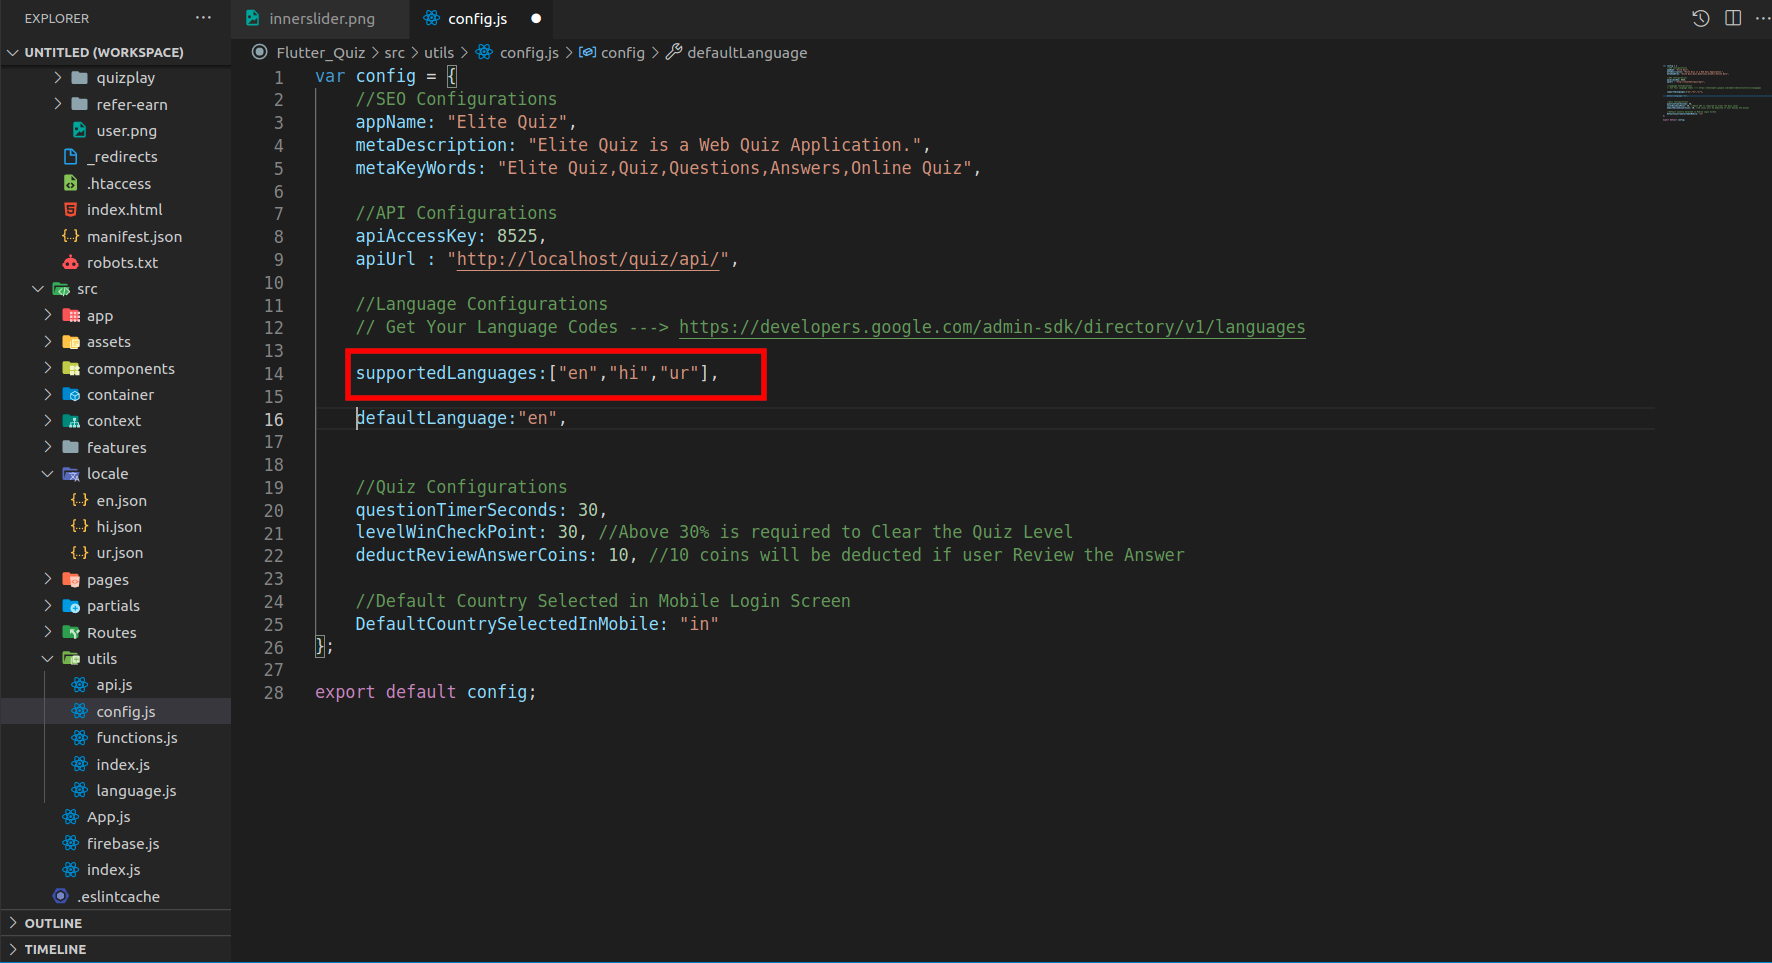 EXPLORER
UNTITLED (WORKSPACE)
quizplay
refer-earn
user.png
_redirects
.htaccess
index.html
manifest.json
robots.txt
src
app
assets
components
container
context
features
locale
en.json
hi.json
ur.json
pages
partials
Routes
utils
api.js
config.js
functions.js
index.js
language.js
App.js
firebase.js
index.js
.eslintcache
OUTLINE
TIMELINE
innerslider.png
config.js
Flutter_Quiz > src > utils > config.js > config > defaultLanguage
1 var config = {
2 //SEO Configurations
3 appName: "Elite Quiz",
4 metaDescription: "Elite Quiz is a Web Quiz Application.",
5 metaKeyWords: "Elite Quiz,Quiz,Questions,Answers,Online Quiz",
6
7 //API Configurations
8 apiAccessKey: 8525,
9 apiUrl : "http://localhost/quiz/api/",
10
11 //Language Configurations
12 // Get Your Language Codes ---> https://developers.google.com/admin-sdk/directory/v1/languages
13
14 supportedLanguages:["en","hi","ur"],
15
16 defaultLanguage:"en",
17
18
19 //Quiz Configurations
20 questionTimerSeconds: 30,
21 levelWinCheckPoint: 30, //Above 30% is required to Clear the Quiz Level
22 deductReviewAnswerCoins: 10, //10 coins will be deducted if user Review the Answer
23
24 //Default Country Selected in Mobile Login Screen
25 DefaultCountrySelectedInMobile: "in"
26 };
27
28 export default config;